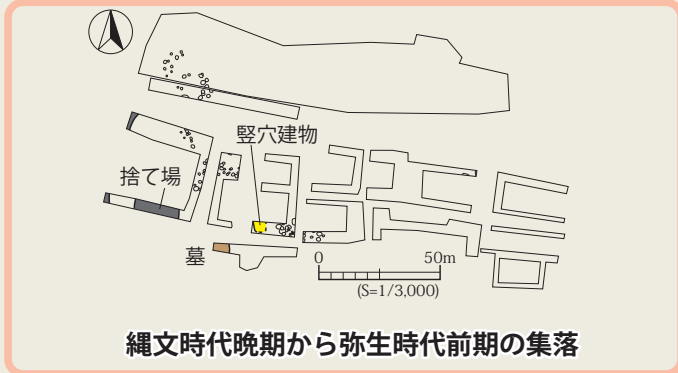 竪穴建物
捨て場
墓
0 50m
(S=1/3,000)
縄文時代晩期から弥生時代前期の集落